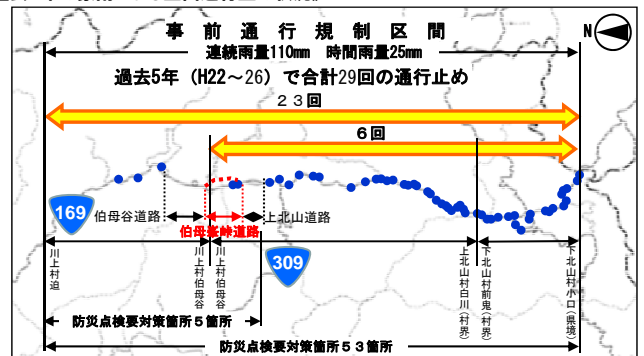 事前通行規制区間
連続雨量110mm 時間雨量25mm
N
過去5年（H22～26）で合計29回の通行止め
２３回
６回
169
伯母谷道路
上北山道路
伯母峯峠道路
309
川上村迫
川上村伯母谷
川上村伯母谷
上北山村白川(村界)
下北山村前鬼(村界)
下北山村小口(県境)
防災点検要対策箇所５箇所
防災点検要対策箇所５３箇所